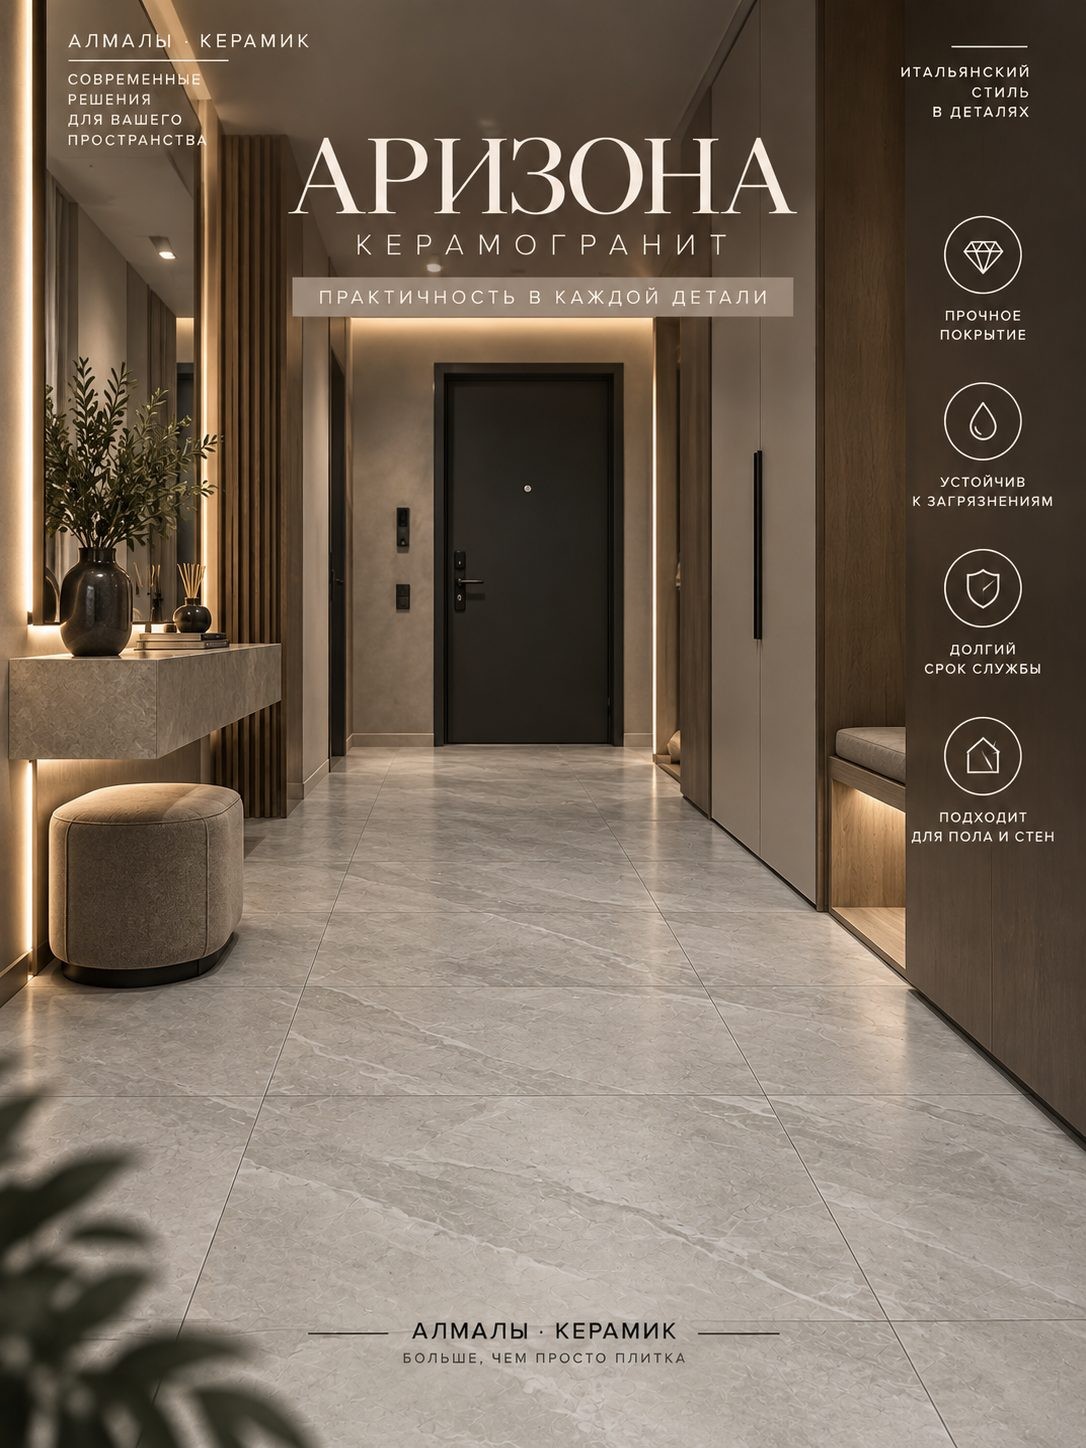 АЛМАЛЫ · КЕРАМИК
СОВРЕМЕННЫЕ
РЕШЕНИЯ
ДЛЯ ВАШЕГО
ПРОСТРАНСТВА
ИТАЛЬЯНСКИЙ
СТИЛЬ
В ДЕТАЛЯХ
АРИЗОНА
КЕРАМОГРАНИТ
ПРАКТИЧНОСТЬ В КАЖДОЙ ДЕТАЛИ
ПРОЧНОЕ
ПОКРЫТИЕ
УСТОЙЧИВ
К ЗАГРЯЗНЕНИЯМ
ДОЛГИЙ
СРОК СЛУЖБЫ
ПОДХОДИТ
ДЛЯ ПОЛА И СТЕН
АЛМАЛЫ · КЕРАМИК
БОЛЬШЕ, ЧЕМ ПРОСТО ПЛИТКА